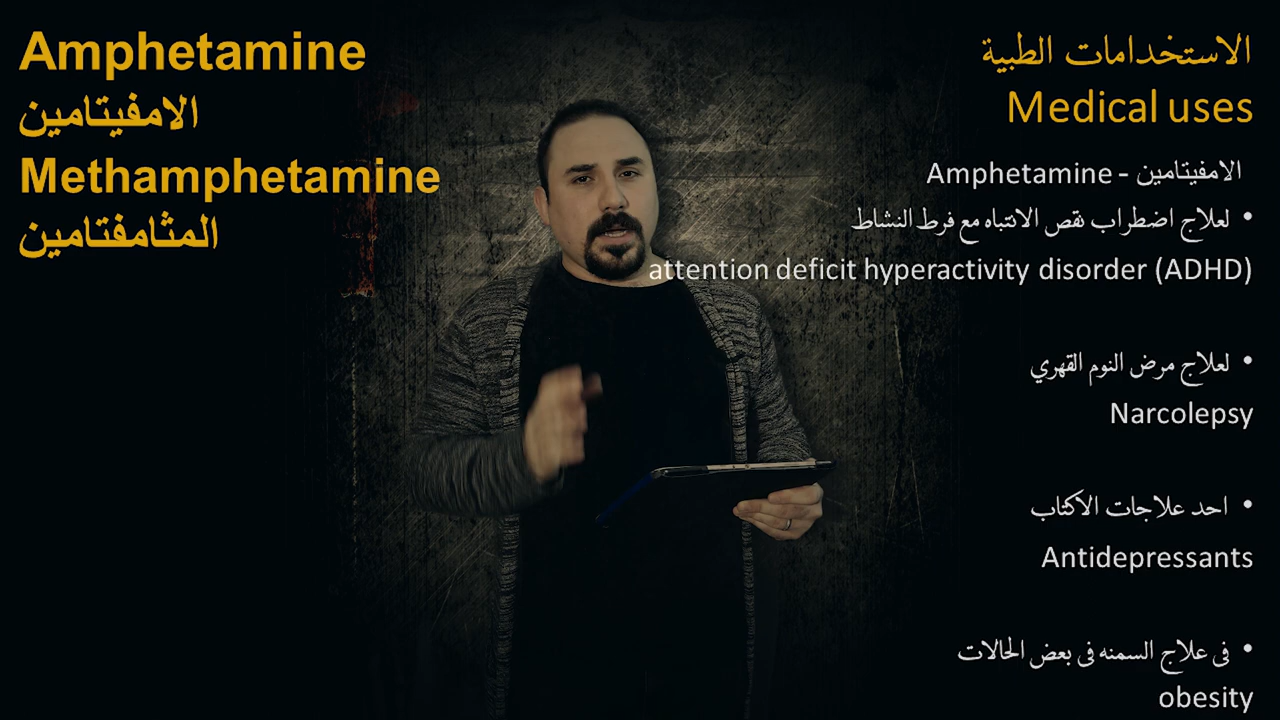 Amphetamine
الامفيتامين
Methamphetamine
المثامفتامين
الاستخدامات الطبية
Medical uses
الامفيتامين - Amphetamine
• لعلاج اضطراب نقص الانتباه مع فرط النشاط
attention deficit hyperactivity disorder (ADHD)
• لعلاج مرض النوم القهري
Narcolepsy
• احد علاجات الاكتاب
Antidepressants
• فى علاج السمنه فى بعض الحالات
obesity